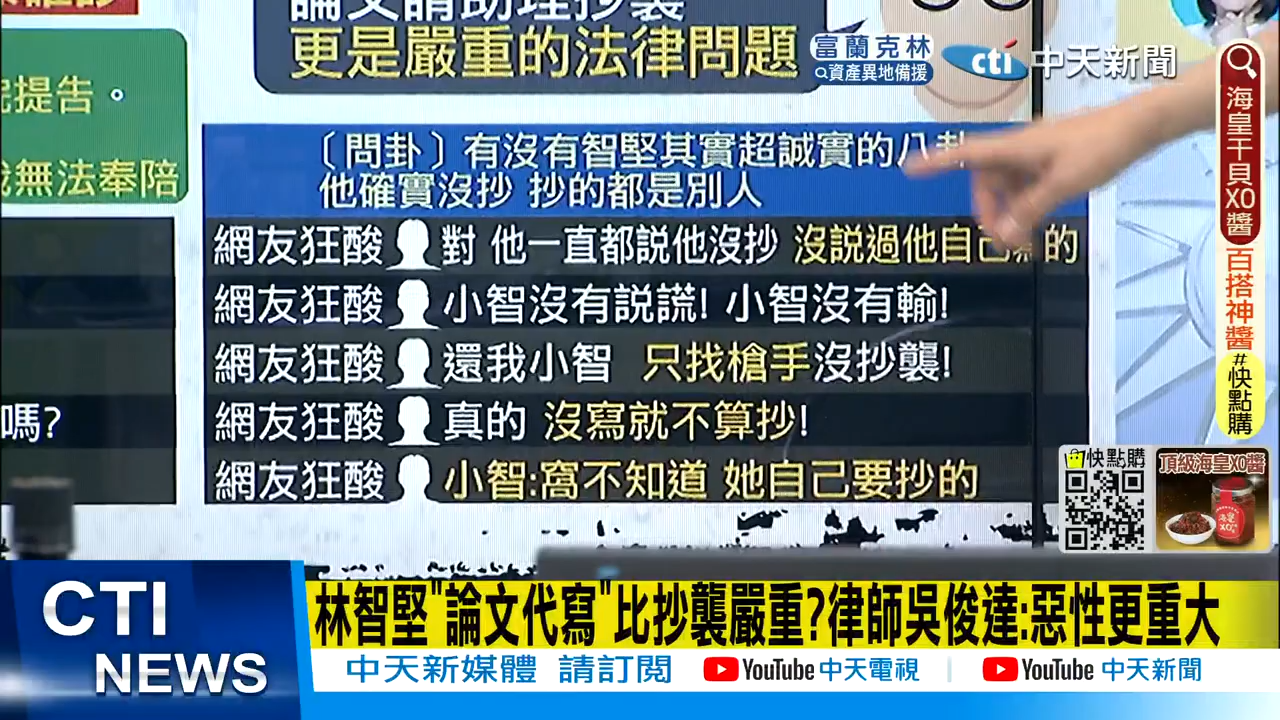 論文請助理抄襲
更是嚴重的法律問題
富蘭克林
資產異地備援
cti 中天新聞
提告。
無法奉陪
〔問卦〕有沒有智堅其實超誠實的八卦
他確實沒抄 抄的都是別人
網友狂酸 對 他一直都說他沒抄 沒說過他自己寫的
網友狂酸 小智沒有說謊! 小智沒有輸!
網友狂酸 還我小智 只找槍手沒抄襲!
網友狂酸 真的 沒寫就不算抄!
網友狂酸 小智:窩不知道 她自己要抄的
嗎?
海皇干貝XO醬
百搭神醬
#快點購
快點購
頂級海皇XO醬
CTI
NEWS
林智堅"論文代寫"比抄襲嚴重?律師吳俊達:惡性更重大
中天新媒體 請訂閱 YouTube 中天電視 YouTube 中天新聞